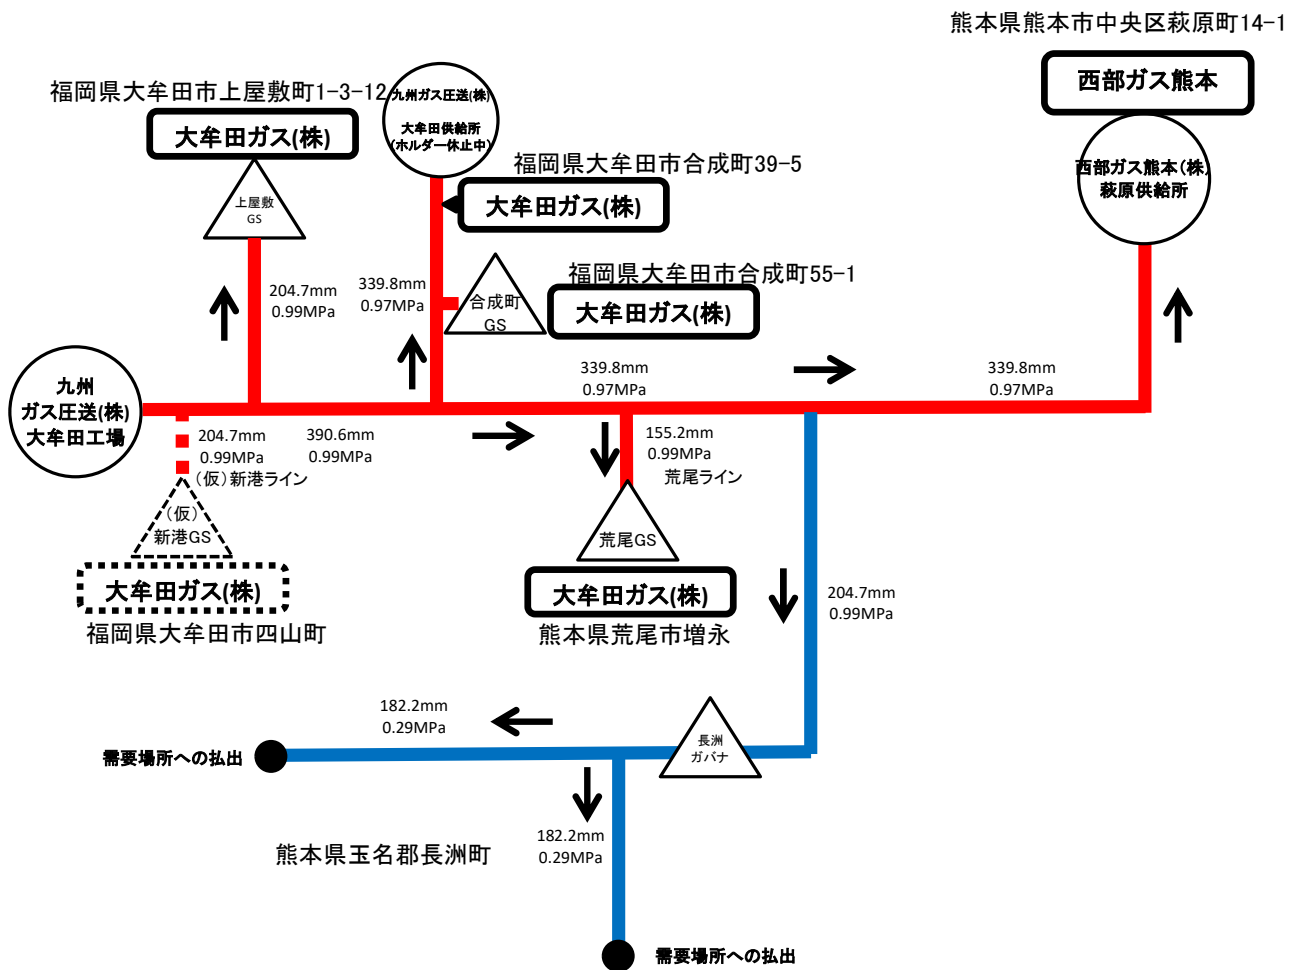 熊本県熊本市中央区萩原町14-1
西部ガス熊本
西部ガス熊本(株)
萩原供給所
福岡県大牟田市上屋敷町1-3-12
大牟田ガス(株)
上屋敷
GS
九州ガス圧送(株)
大牟田供給所
(ホルダー休止中)
福岡県大牟田市合成町39-5
大牟田ガス(株)
福岡県大牟田市合成町55-1
大牟田ガス(株)
合成町
GS
204.7mm
0.99MPa
339.8mm
0.97MPa
339.8mm
0.97MPa
339.8mm
0.97MPa
九州
ガス圧送(株)
大牟田工場
204.7mm
0.99MPa
(仮)新港ライン
390.6mm
0.99MPa
155.2mm
0.99MPa
荒尾ライン
(仮)
新港GS
大牟田ガス(株)
福岡県大牟田市四山町
荒尾GS
大牟田ガス(株)
熊本県荒尾市増永
204.7mm
0.99MPa
182.2mm
0.29MPa
長洲
ガバナ
需要場所への払出
182.2mm
0.29MPa
熊本県玉名郡長洲町
需要場所への払出